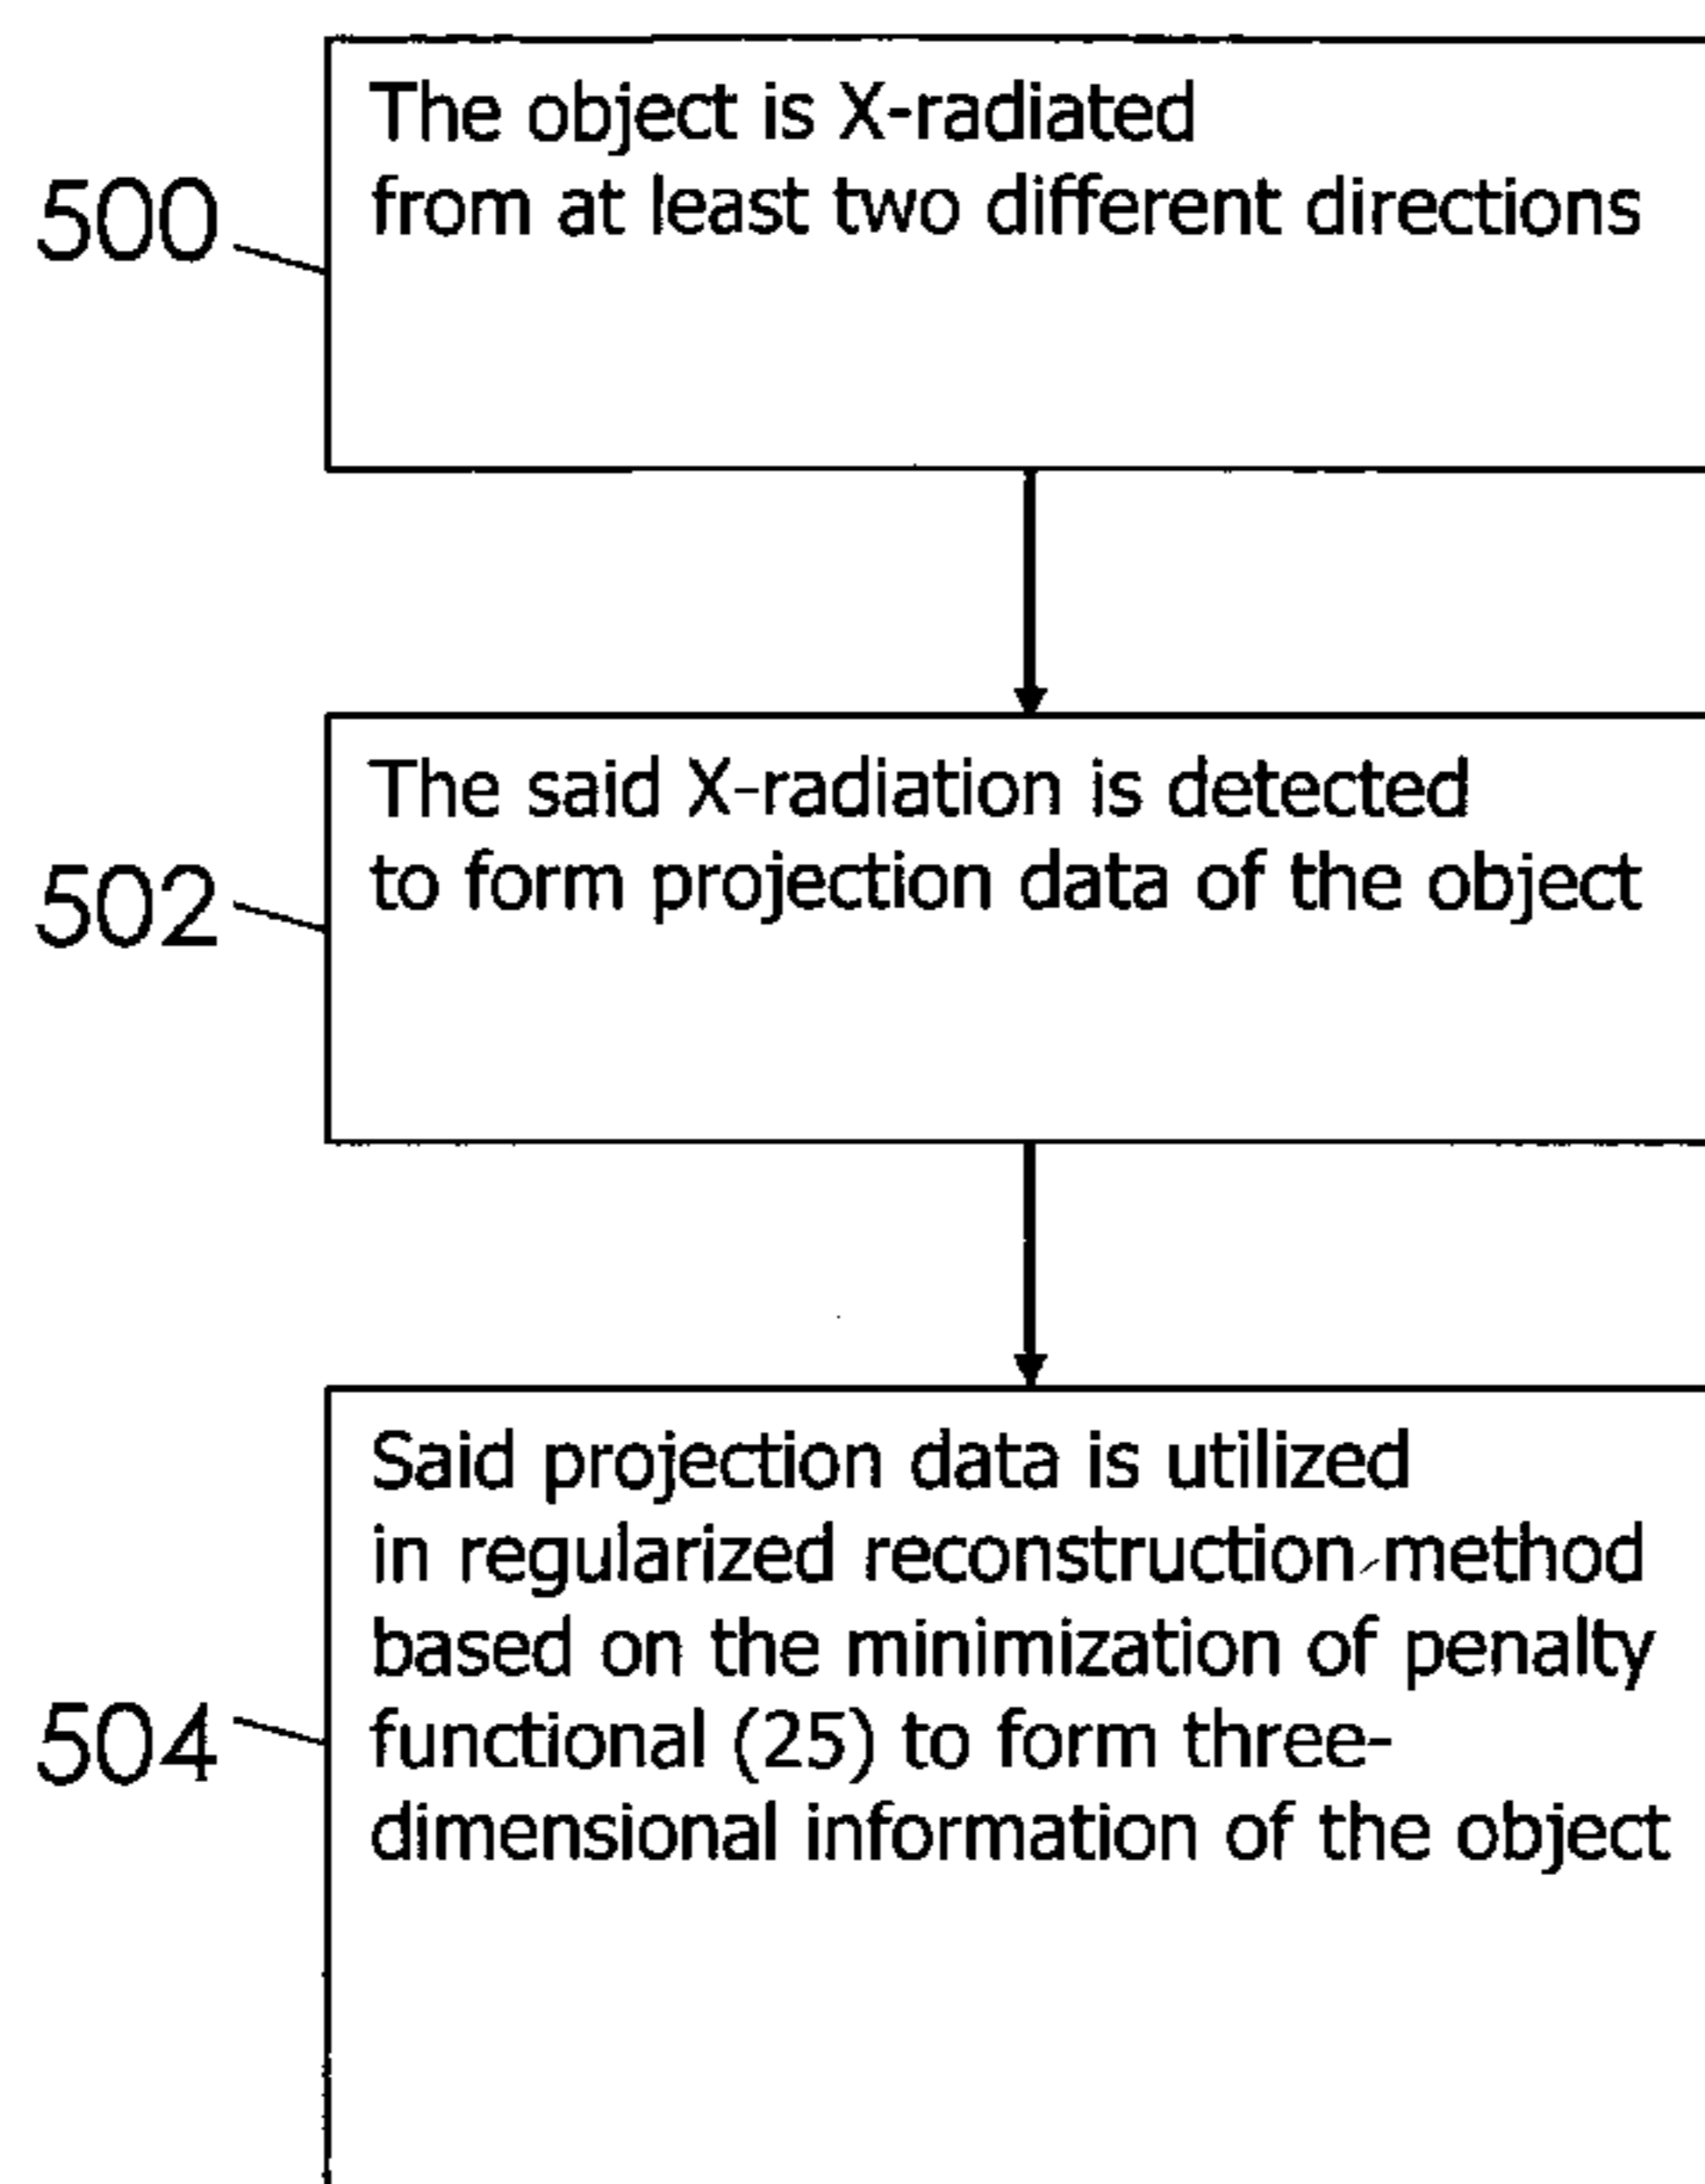 The object is X-radiated
from at least two different directions
500
The said X-radiation is detected
to form projection data of the object
502
Said projection data is utilized
in regularized reconstruction method
based on the minimization of penalty
functional (25) to form three-
dimensional information of the object
504